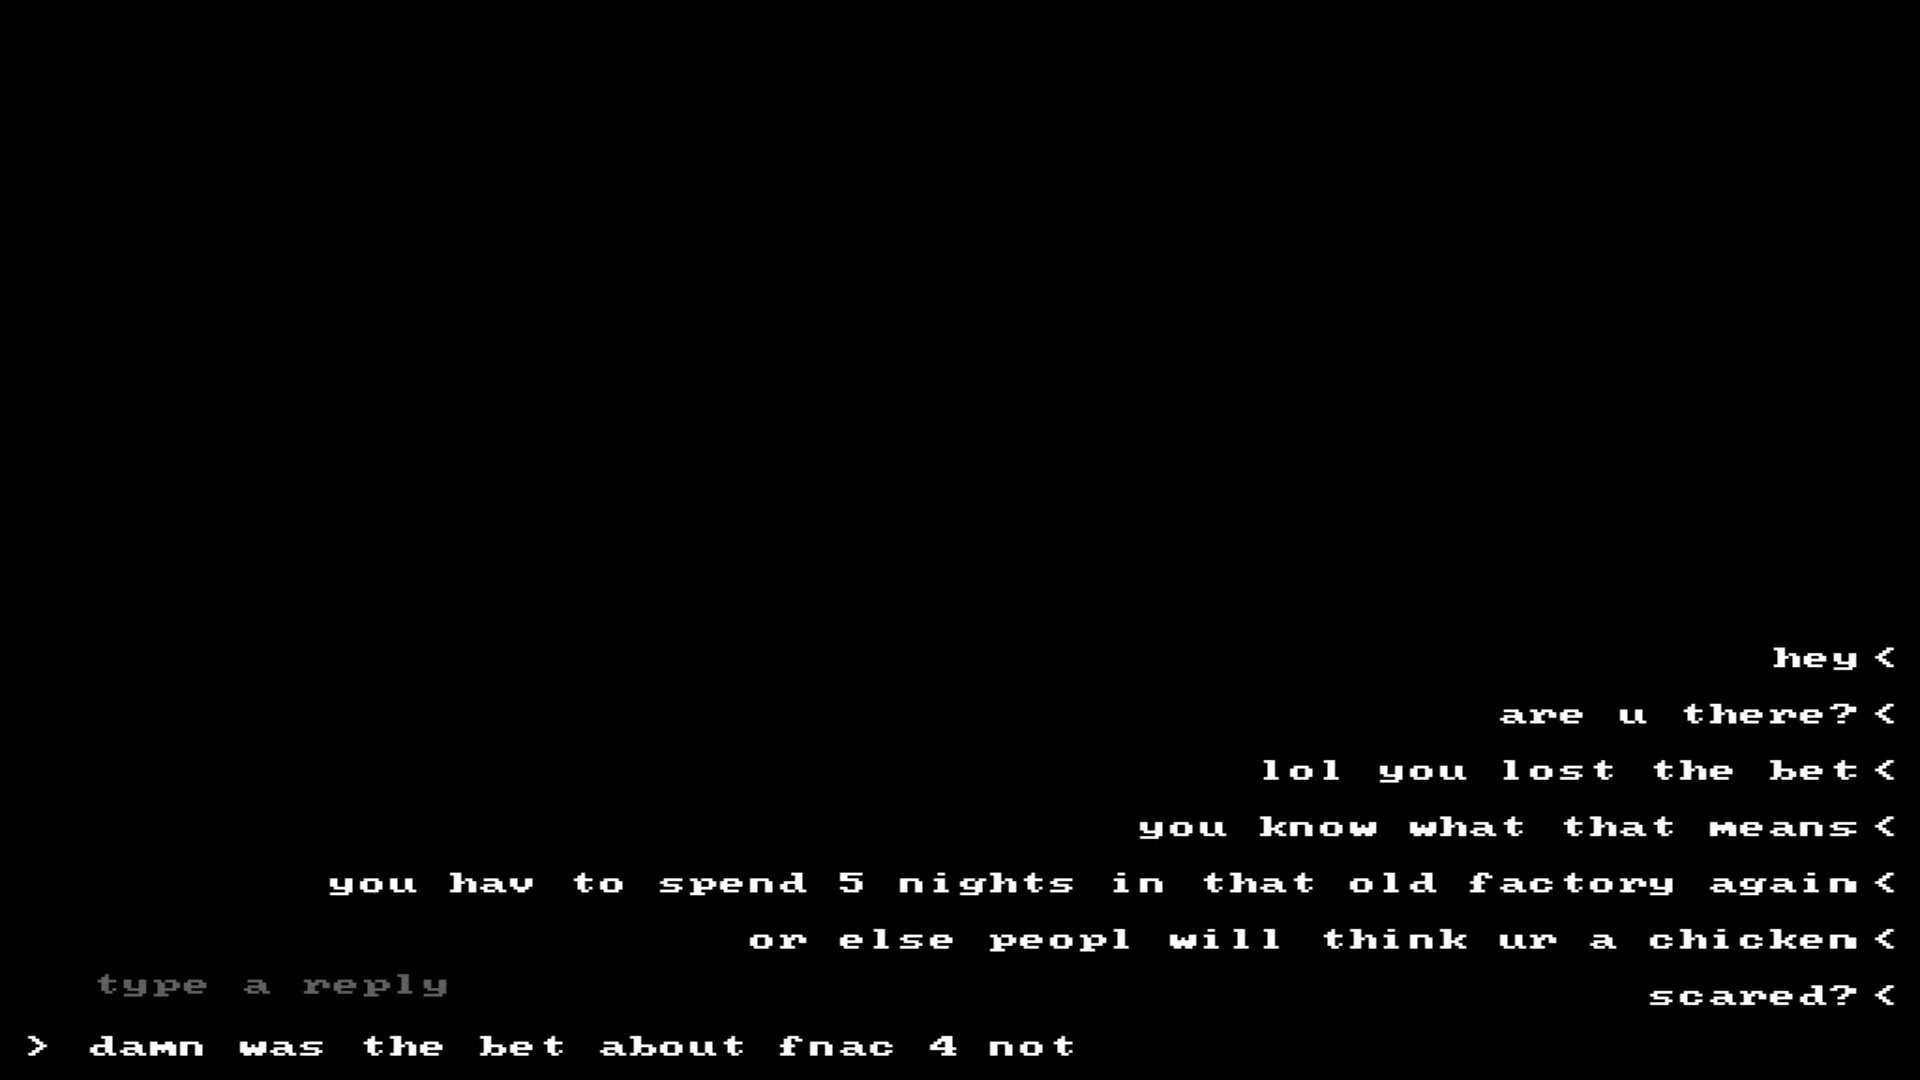 hey <
are u there? <
lol you lost the bet <
you know what that means <
you hav to spend 5 nights in that old factory again <
or else peopl will think ur a chicken <
type a reply
scared? <
> damn was the bet about fnac 4 not